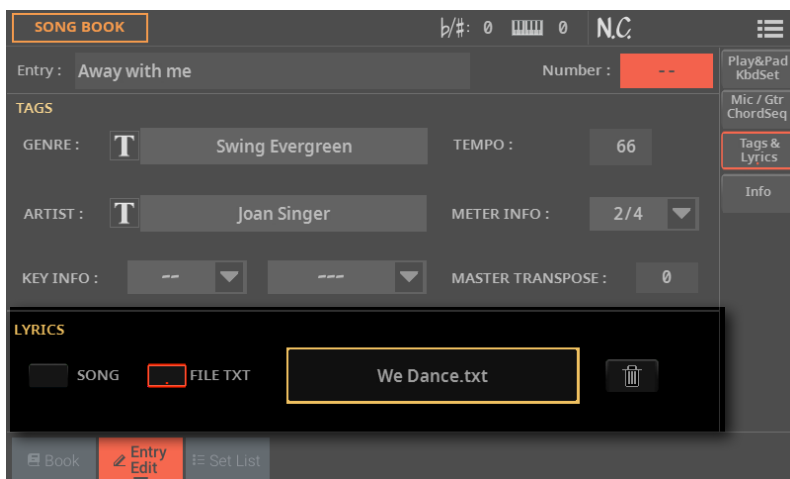 SONG BOOK b/#: 0 0 N.C.
Entry : Away with me Number : -- Play&Pad KbdSet
TAGS Mic / Gtr ChordSeq
GENRE : T Swing Evergreen TEMPO : 66 Tags & Lyrics
Info
ARTIST : T Joan Singer METER INFO : 2/4
KEY INFO : -- --- MASTER TRANSPOSE : 0
LYRICS
SONG FILE TXT We Dance.txt
Book Entry Edit Set List